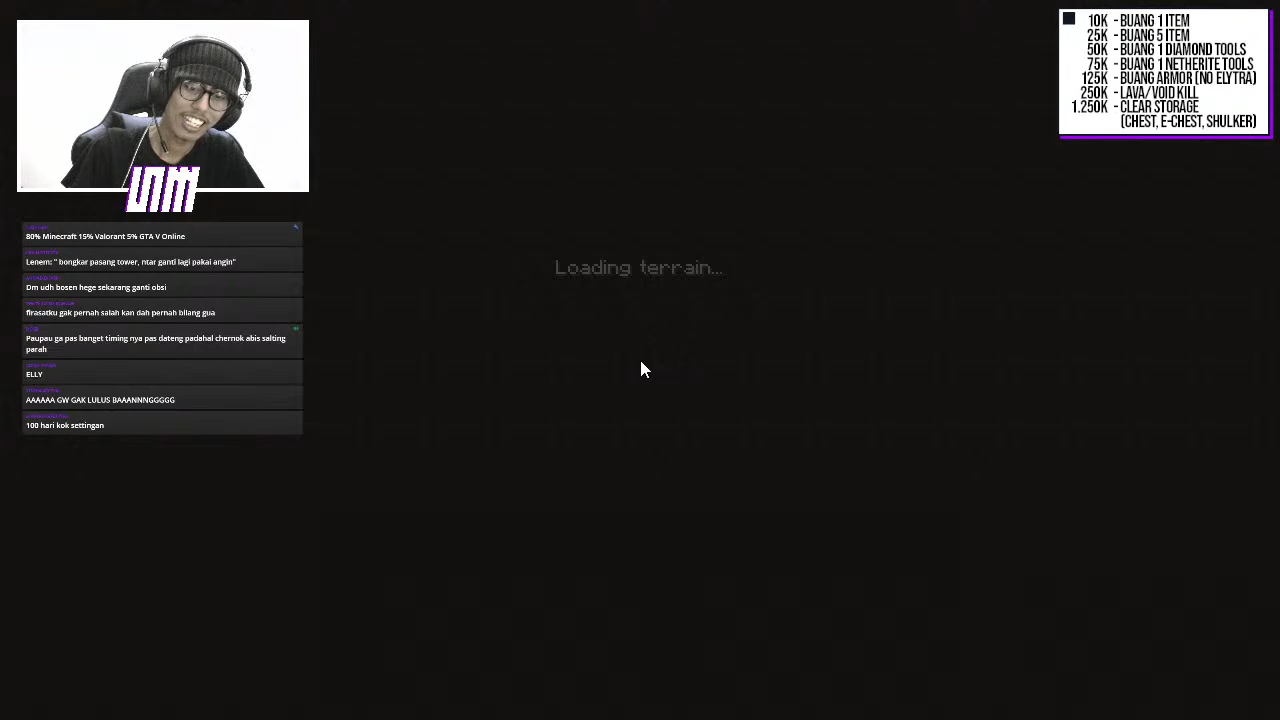 10K - BUANG 1 ITEM
25K - BUANG 5 ITEM
50K - BUANG 1 DIAMOND TOOLS
75K - BUANG 1 NETHERITE TOOLS
125K - BUANG ARMOR (NO ELYTRA)
250K - LAVA/VOID KILL
1.250K - CLEAR STORAGE
(CHEST, E-CHEST, SHULKER)
80% Minecraft 15% Valorant 5% GTA V Online
Lenem: " bongkar pasang tower, ntar ganti lagi pakai angin"
Dm udh bosen hege sekarang ganti obsi
firasatku gak pernah salah kan dah pernah bilang gua
Paupau ga pas banget timing nya pas dateng padahal chernok abis salting
parah
ELLY
AAAAAA GW GAK LULUS BAAANNNGGGGG
100 hari kok settingan
Loading terrain...